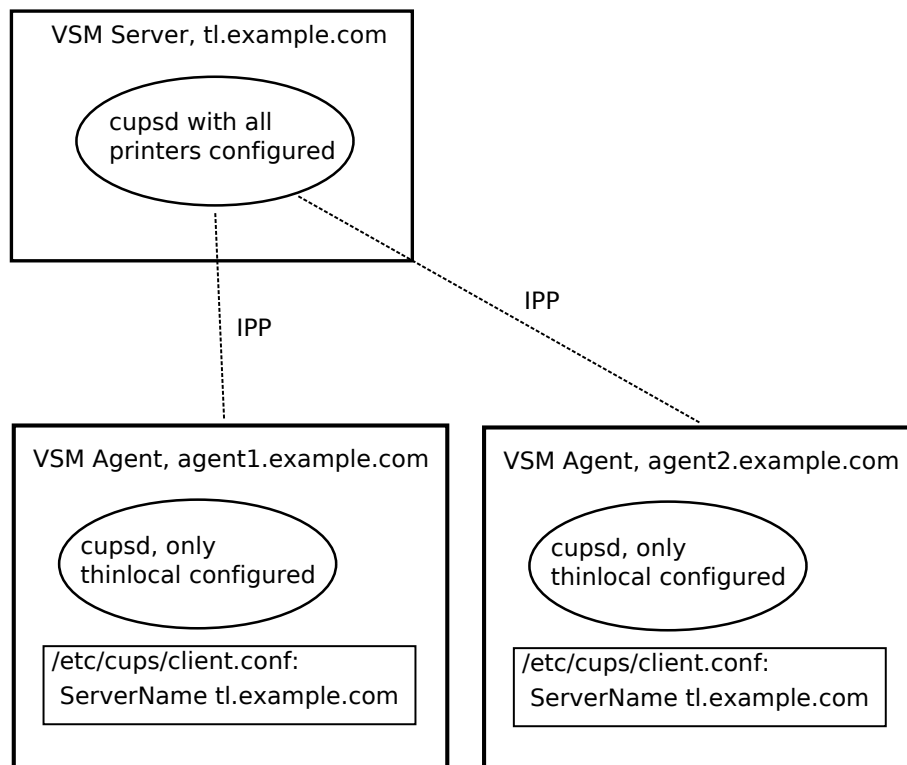 VSM Server, tl.example.com
cupsd with all
printers configured
IPP
IPP
VSM Agent, agent1.example.com
cupsd, only
thinlocal configured
/etc/cups/client.conf:
ServerName tl.example.com
VSM Agent, agent2.example.com
cupsd, only
thinlocal configured
/etc/cups/client.conf:
ServerName tl.example.com